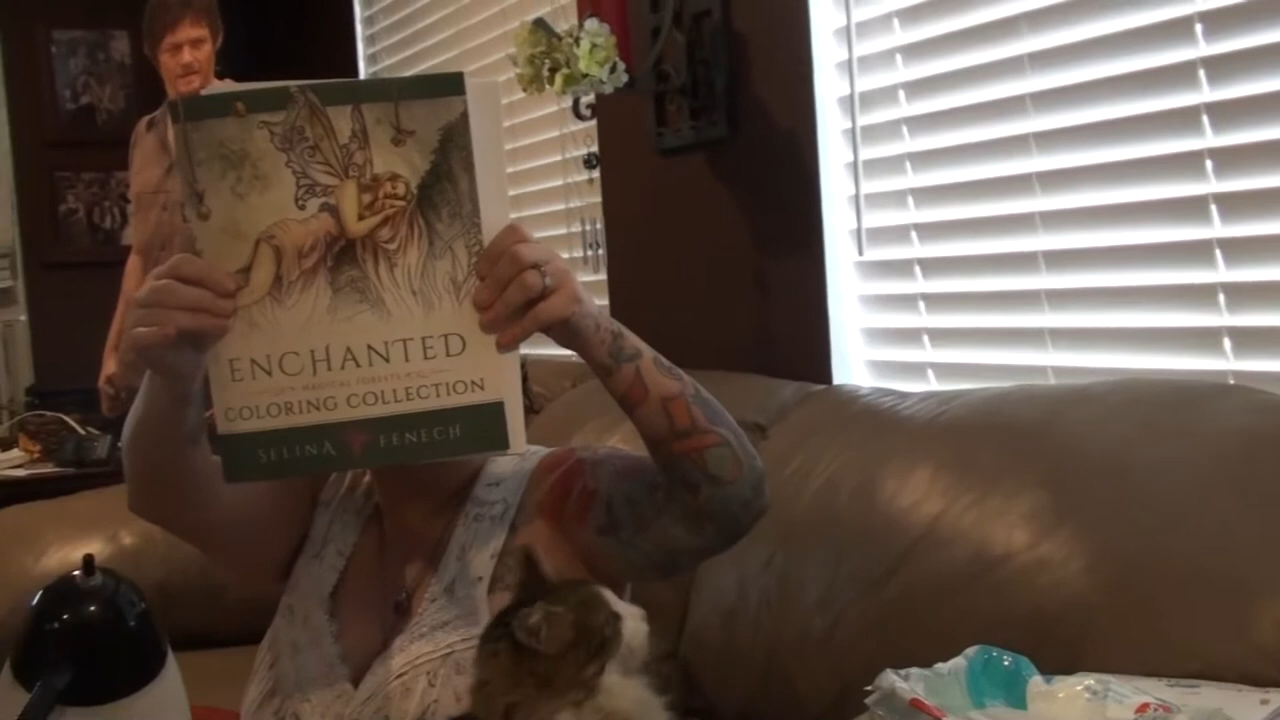 ENCHANTED
MAGICAL FORESTS
COLORING COLLECTION
SELINA FENECH